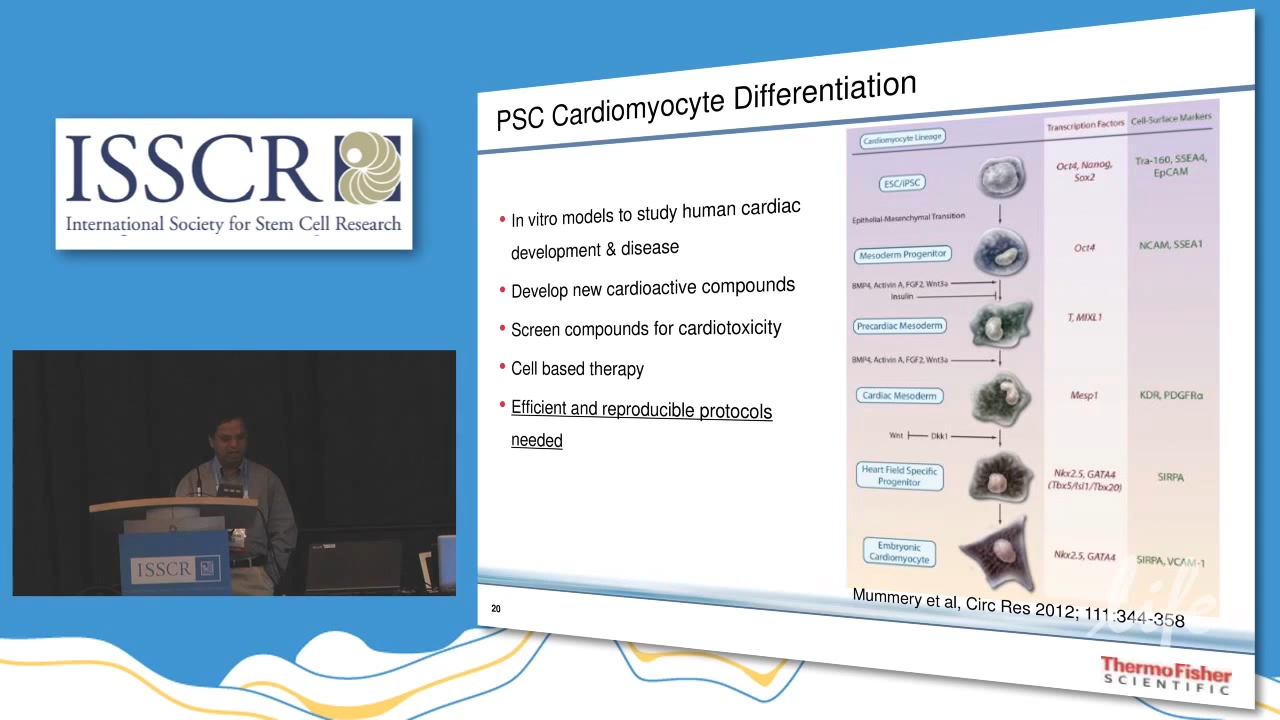 ISSCR
International Society for Stem Cell Research
ISSCR
PSC Cardiomyocyte Differentiation
• In vitro models to study human cardiac
development & disease
• Develop new cardioactive compounds
• Screen compounds for cardiotoxicity
• Cell based therapy
• Efficient and reproducible protocols
needed
Cardiomyocyte Lineage
Transcription Factors
Cell-Surface Markers
ESC/iPSC
Oct4, Nanog,
Sox2
Tra-160, SSEA4,
EpCAM
Epithelial-Mesenchymal Transition
Mesoderm Progenitor
Oct4
NCAM, SSEA1
BMP4, Activin A, FGF2, Wnt3a
Insulin
Precardiac Mesoderm
T, MIXL1
BMP4, Activin A, FGF2, Wnt3a
Cardiac Mesoderm
Mesp1
KDR, PDGFRα
Wnt
Dkk1
Heart Field Specific
Progenitor
Nkx2.5, GATA4
(Tbx5/Isl1/Tbx20)
SIRPA
Embryonic
Cardiomyocyte
Nkx2.5, GATA4
SIRPA, VCAM-1
life
Mummery et al, Circ Res 2012; 111:344-358
20
ThermoFisher
SCIENTIFIC